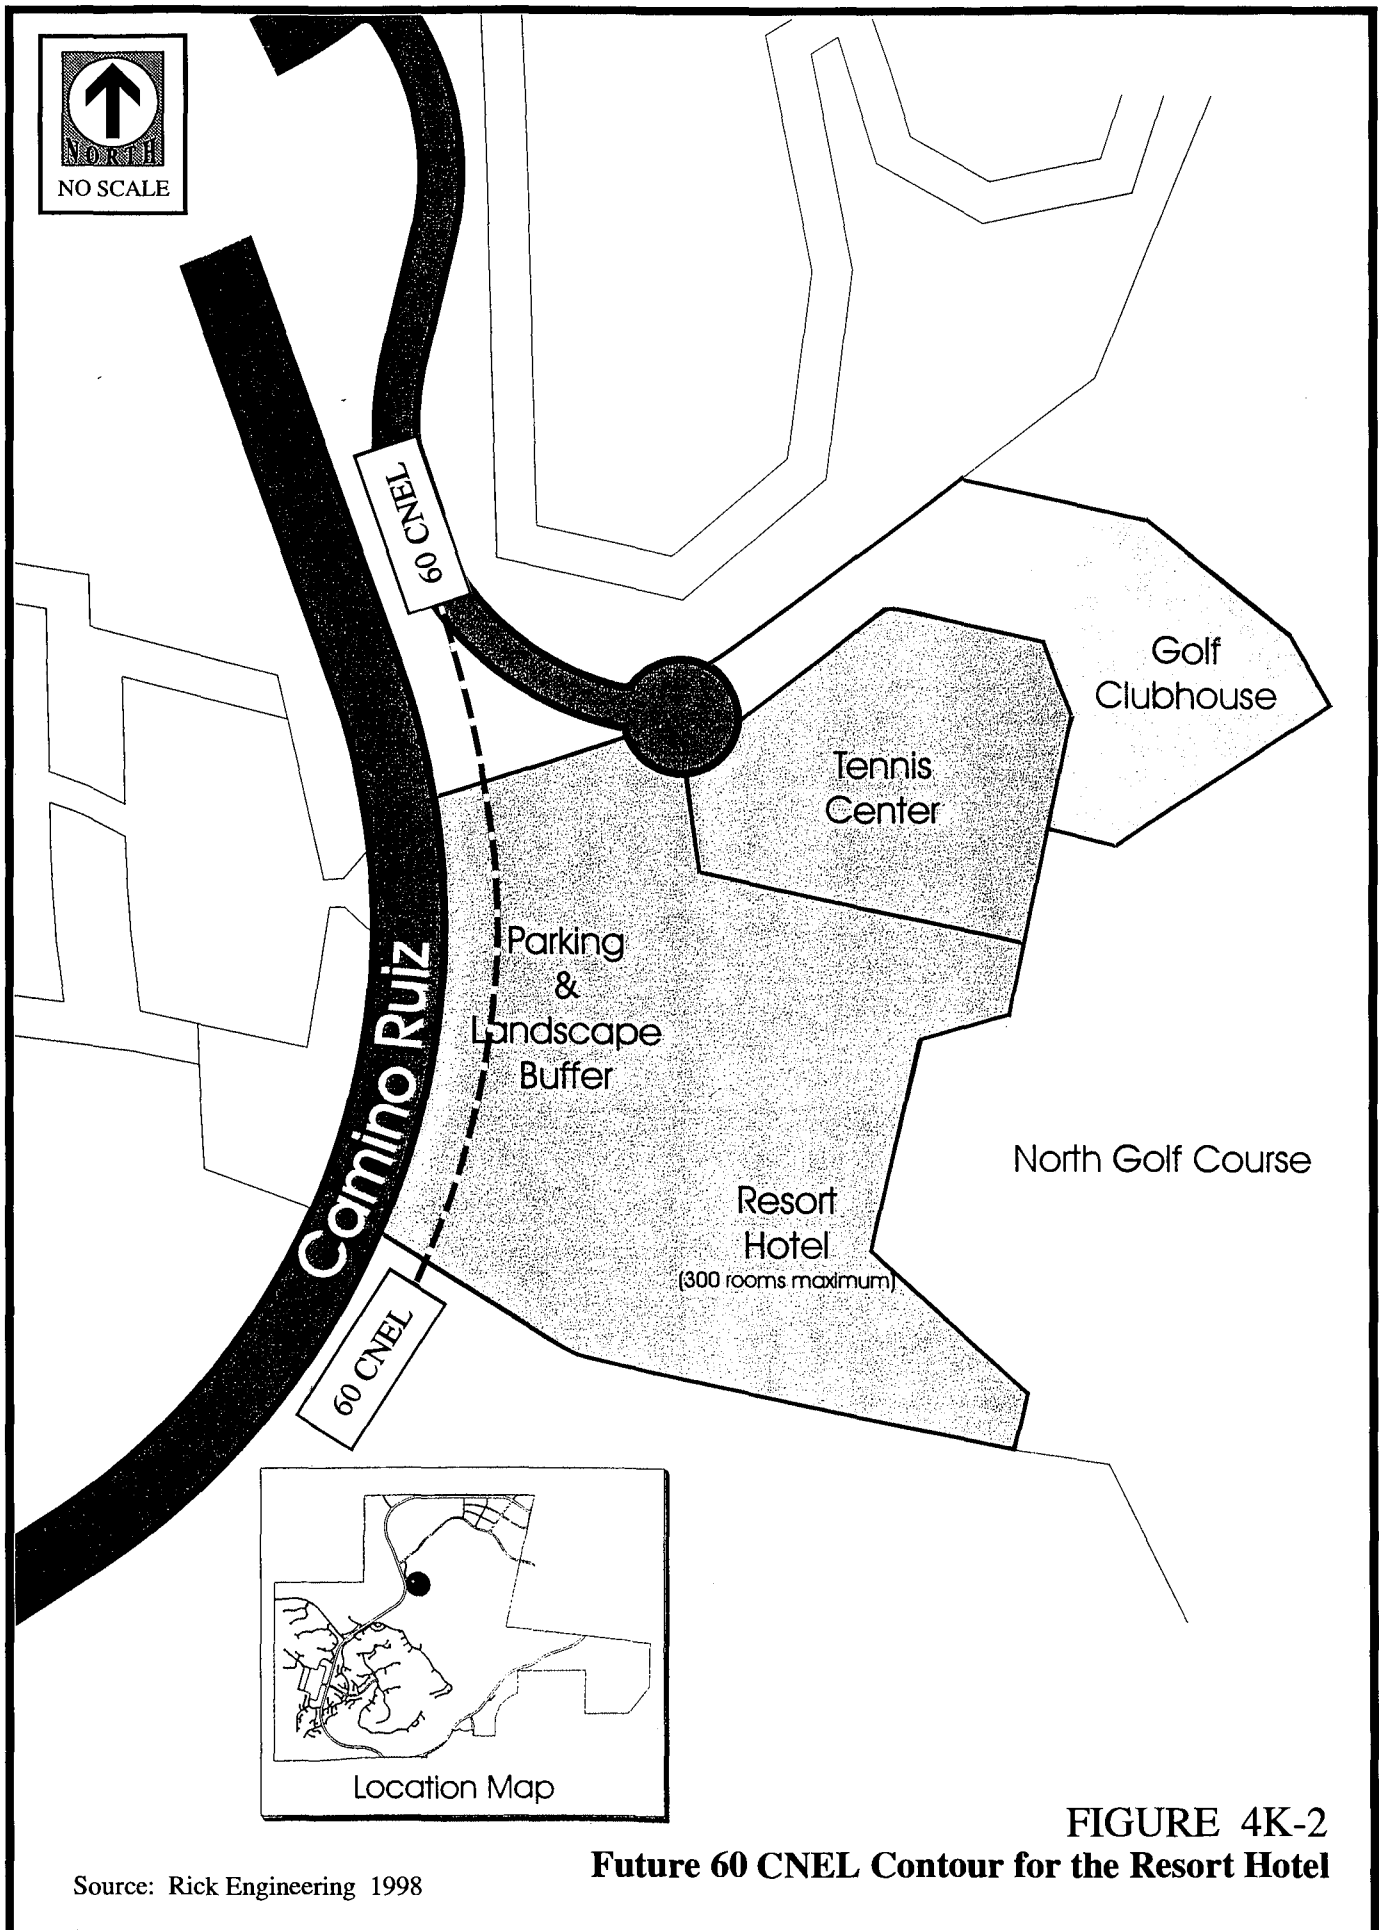 NORTH
NO SCALE
60 CNEL
Golf
Clubhouse
Tennis
Center
Parking
&
Landscape
Buffer
Camino Ruiz
North Golf Course
Resort
Hotel
(300 rooms maximum)
60 CNEL
Location Map
FIGURE 4K-2
Future 60 CNEL Contour for the Resort Hotel
Source: Rick Engineering 1998